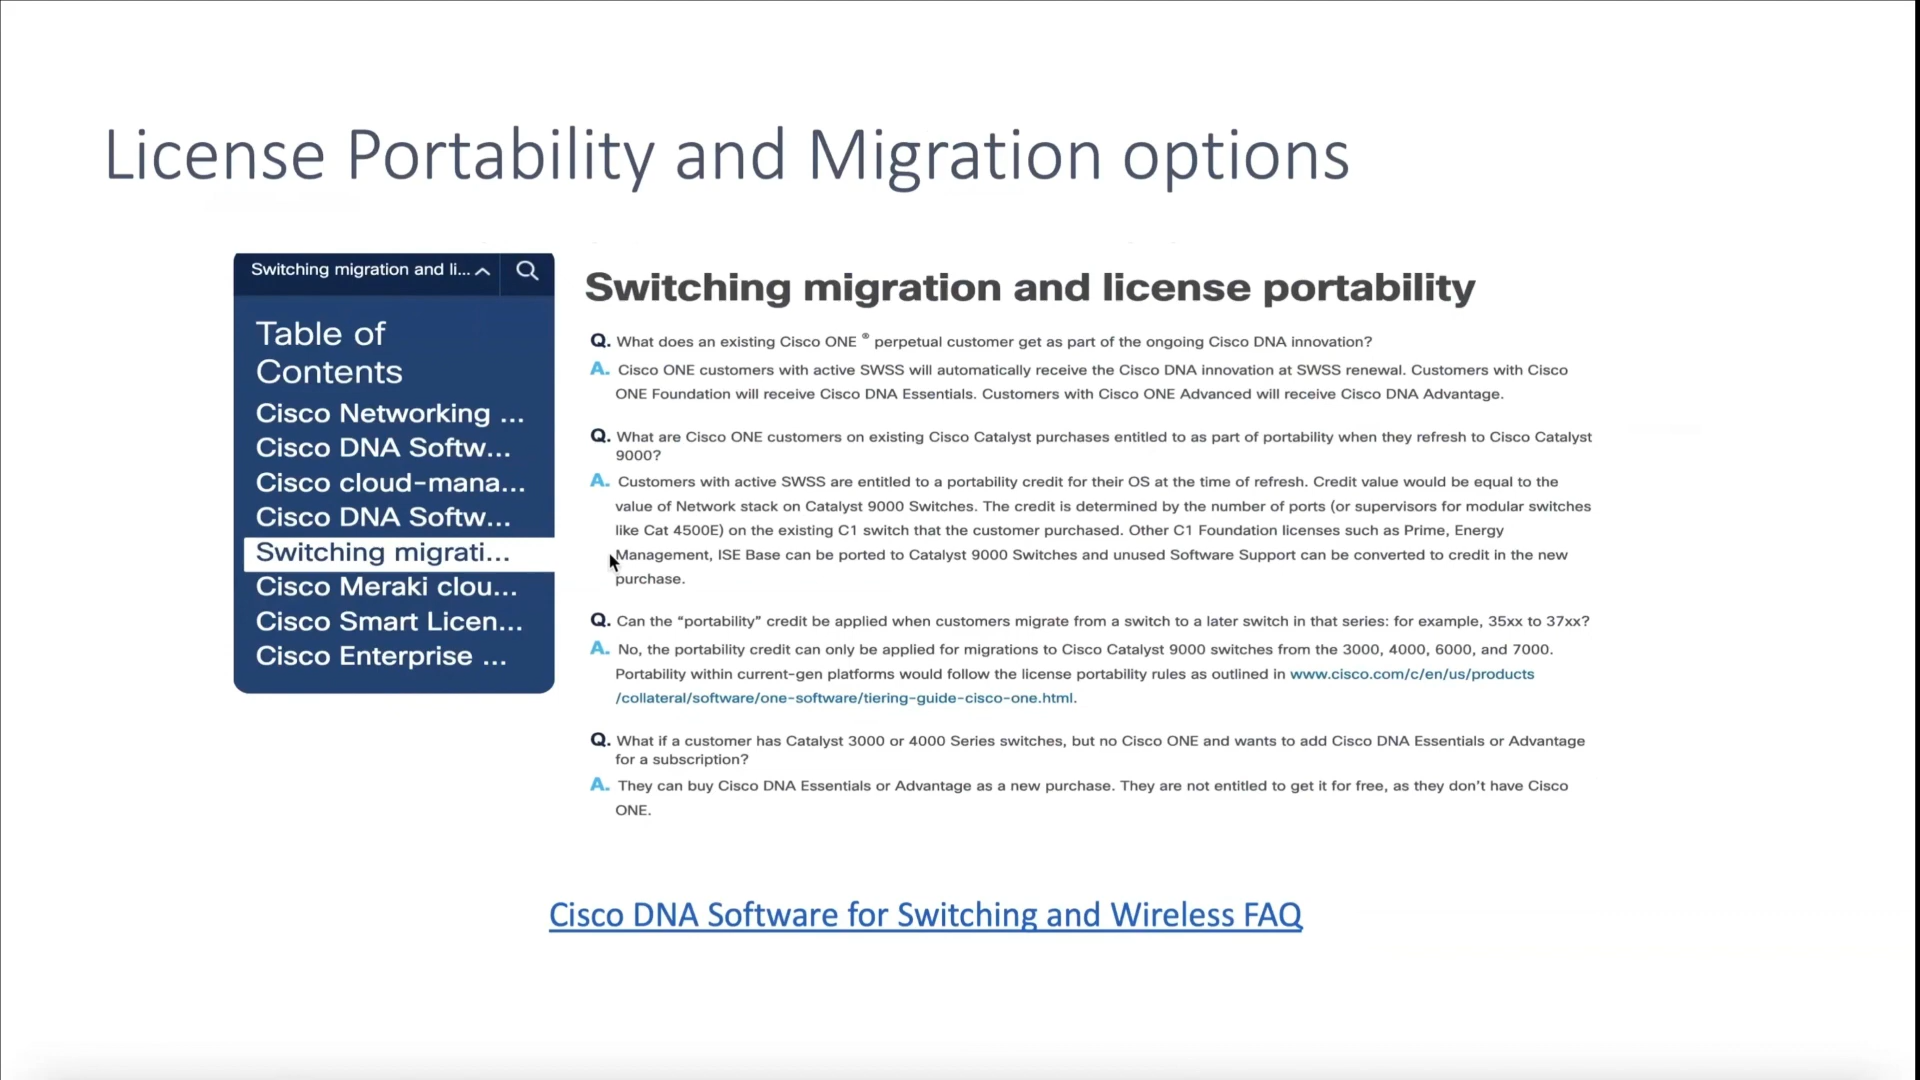 License Portability and Migration options
Switching migration and li...
Table of
Contents
Cisco Networking ...
Cisco DNA Softw...
Cisco cloud-mana...
Cisco DNA Softw...
Switching migrati...
Cisco Meraki clou...
Cisco Smart Licen...
Cisco Enterprise ...
Switching migration and license portability
Q. What does an existing Cisco ONE ® perpetual customer get as part of the ongoing Cisco DNA innovation?
A. Cisco ONE customers with active SWSS will automatically receive the Cisco DNA innovation at SWSS renewal. Customers with Cisco
ONE Foundation will receive Cisco DNA Essentials. Customers with Cisco ONE Advanced will receive Cisco DNA Advantage.
Q. What are Cisco ONE customers on existing Cisco Catalyst purchases entitled to as part of portability when they refresh to Cisco Catalyst
9000?
A. Customers with active SWSS are entitled to a portability credit for their OS at the time of refresh. Credit value would be equal to the
value of Network stack on Catalyst 9000 Switches. The credit is determined by the number of ports (or supervisors for modular switches
like Cat 4500E) on the existing C1 switch that the customer purchased. Other C1 Foundation licenses such as Prime, Energy
Management, ISE Base can be ported to Catalyst 9000 Switches and unused Software Support can be converted to credit in the new
purchase.
Q. Can the “portability” credit be applied when customers migrate from a switch to a later switch in that series: for example, 35xx to 37xx?
A. No, the portability credit can only be applied for migrations to Cisco Catalyst 9000 switches from the 3000, 4000, 6000, and 7000.
Portability within current-gen platforms would follow the license portability rules as outlined in www.cisco.com/c/en/us/products
/collateral/software/one-software/tiering-guide-cisco-one.html.
Q. What if a customer has Catalyst 3000 or 4000 Series switches, but no Cisco ONE and wants to add Cisco DNA Essentials or Advantage
for a subscription?
A. They can buy Cisco DNA Essentials or Advantage as a new purchase. They are not entitled to get it for free, as they don’t have Cisco
ONE.
Cisco DNA Software for Switching and Wireless FAQ